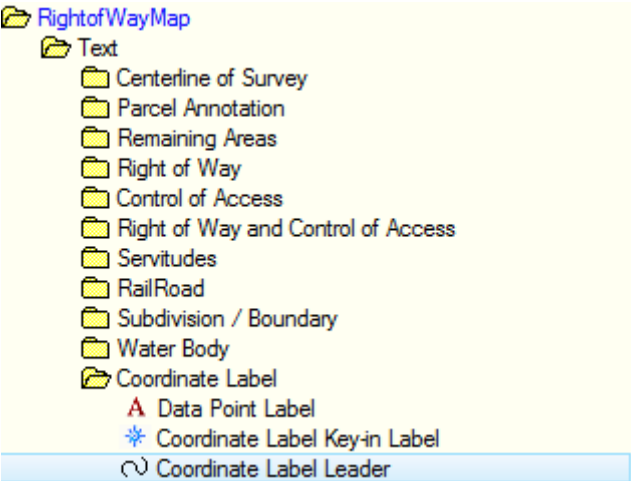 RightofWayMap
Text
Centerline of Survey
Parcel Annotation
Remaining Areas
Right of Way
Control of Access
Right of Way and Control of Access
Servitudes
RailRoad
Subdivision / Boundary
Water Body
Coordinate Label
A Data Point Label
Coordinate Label Key-in Label
Coordinate Label Leader